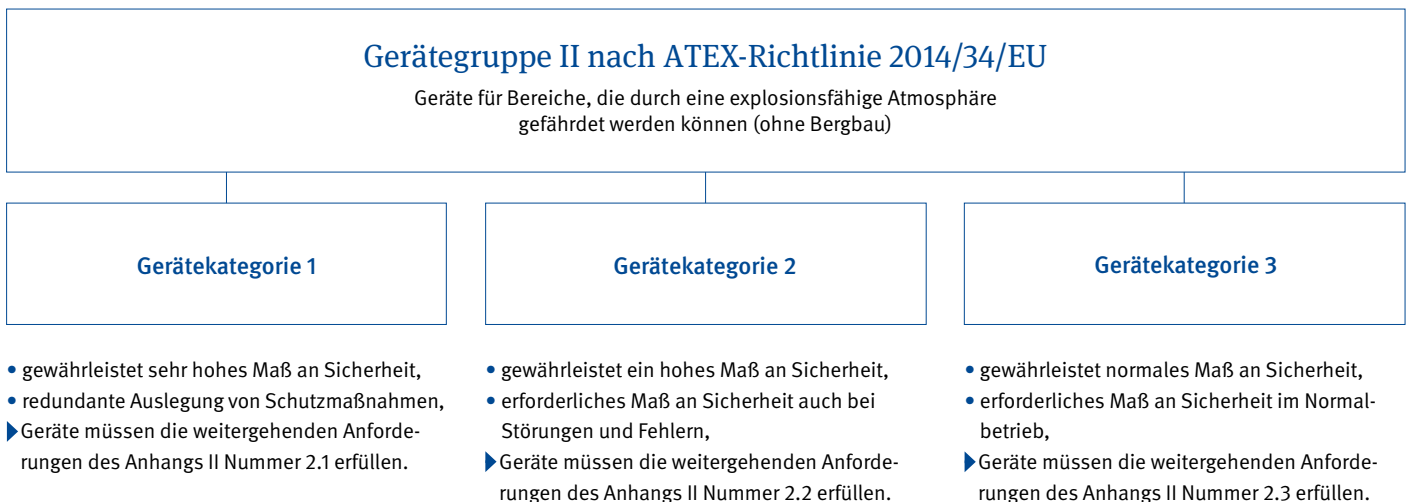 Gerätegruppe II nach ATEX-Richtlinie 2014/34/EU
Geräte für Bereiche, die durch eine explosionsfähige Atmosphäre
gefährdet werden können (ohne Bergbau)
Gerätekategorie 1
• gewährleistet sehr hohes Maß an Sicherheit,
• redundante Auslegung von Schutzmaßnahmen,
Geräte müssen die weitergehenden Anforde-
rungen des Anhangs II Nummer 2.1 erfüllen.
Gerätekategorie 2
• gewährleistet ein hohes Maß an Sicherheit,
• erforderliches Maß an Sicherheit auch bei
Störungen und Fehlern,
Geräte müssen die weitergehenden Anforde-
rungen des Anhangs II Nummer 2.2 erfüllen.
Gerätekategorie 3
• gewährleistet normales Maß an Sicherheit,
• erforderliches Maß an Sicherheit im Normal-
betrieb,
Geräte müssen die weitergehenden Anforde-
rungen des Anhangs II Nummer 2.3 erfüllen.